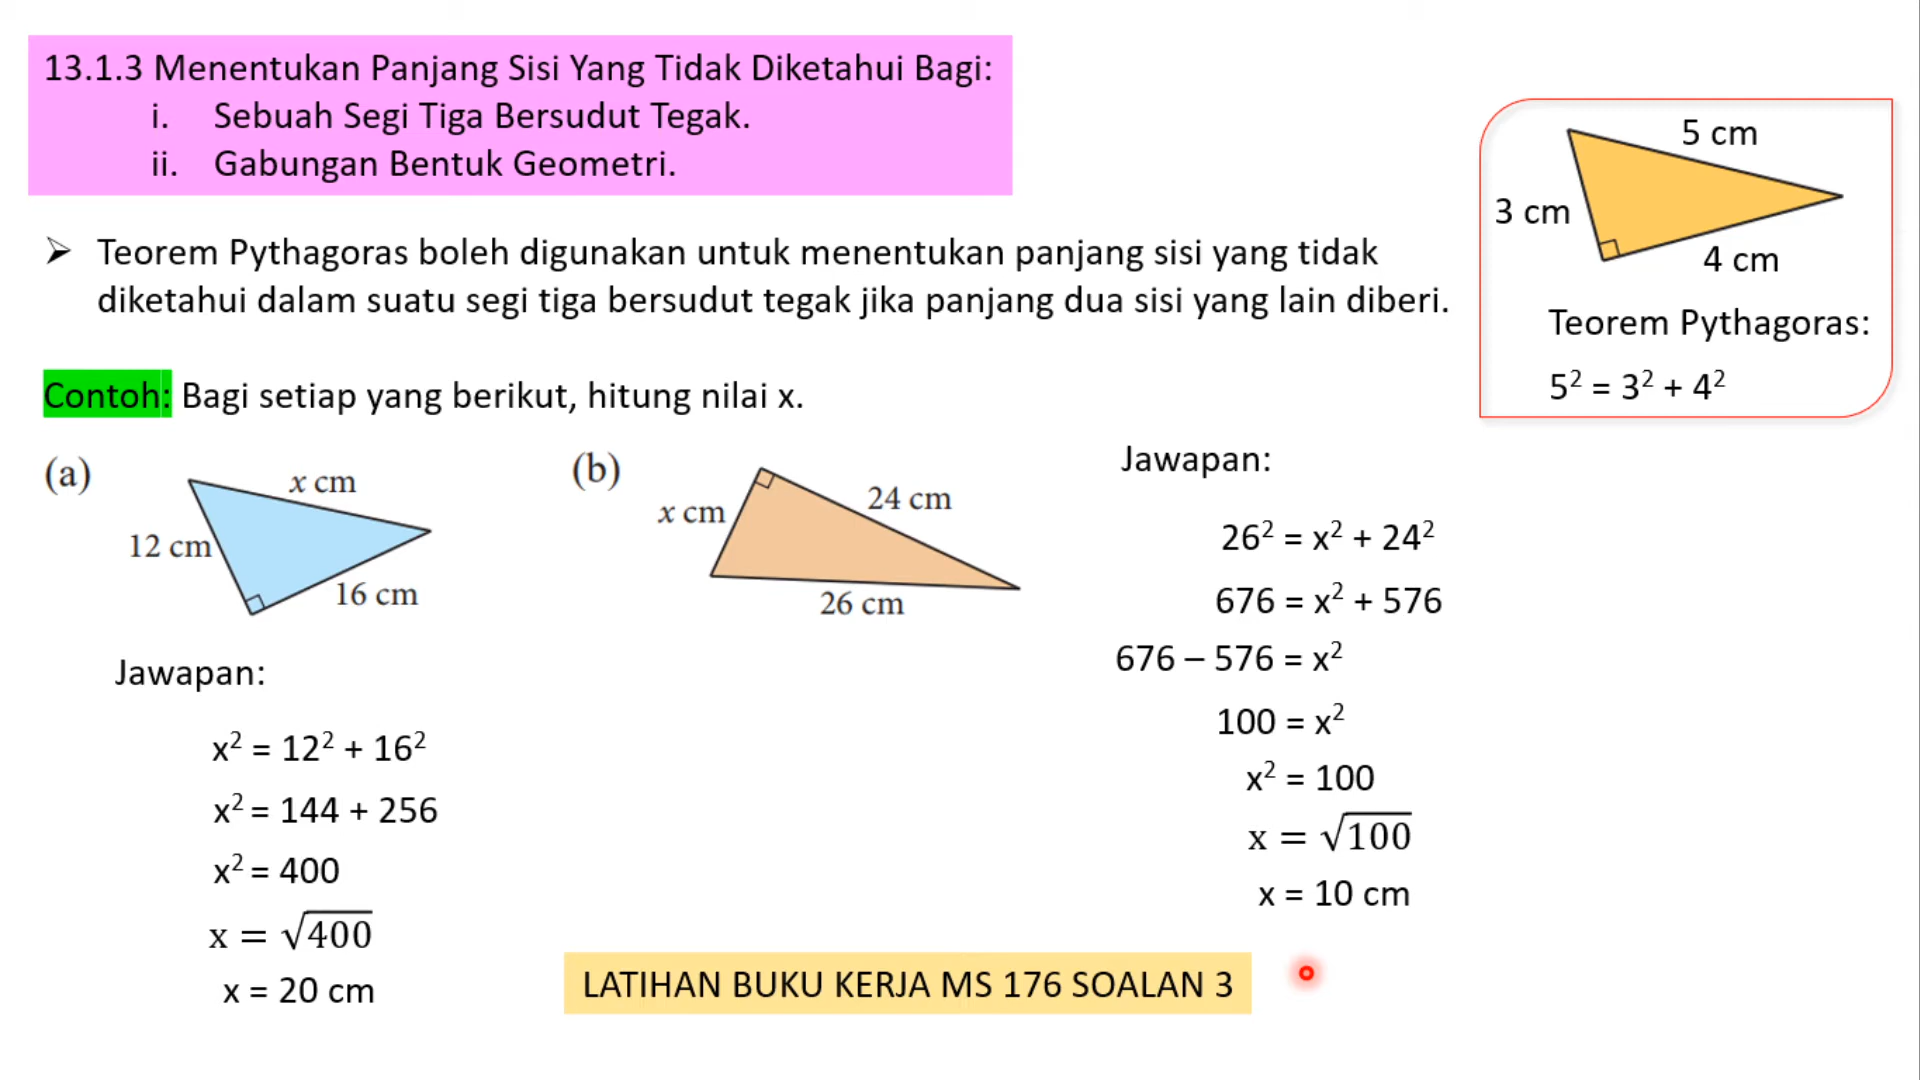 13.1.3 Menentukan Panjang Sisi Yang Tidak Diketahui Bagi:
i. Sebuah Segi Tiga Bersudut Tegak.
ii. Gabungan Bentuk Geometri.
➢ Teorem Pythagoras boleh digunakan untuk menentukan panjang sisi yang tidak
diketahui dalam suatu segi tiga bersudut tegak jika panjang dua sisi yang lain diberi.
5 cm
3 cm
4 cm
Teorem Pythagoras:
5² = 3² + 4²
Contoh: Bagi setiap yang berikut, hitung nilai x.
(a)
x cm
12 cm
16 cm
Jawapan:
x² = 12² + 16²
x² = 144 + 256
x² = 400
x = √400
x = 20 cm
(b)
x cm
24 cm
26 cm
Jawapan:
26² = x² + 24²
676 = x² + 576
676 – 576 = x²
100 = x²
x² = 100
x = √100
x = 10 cm
LATIHAN BUKU KERJA MS 176 SOALAN 3